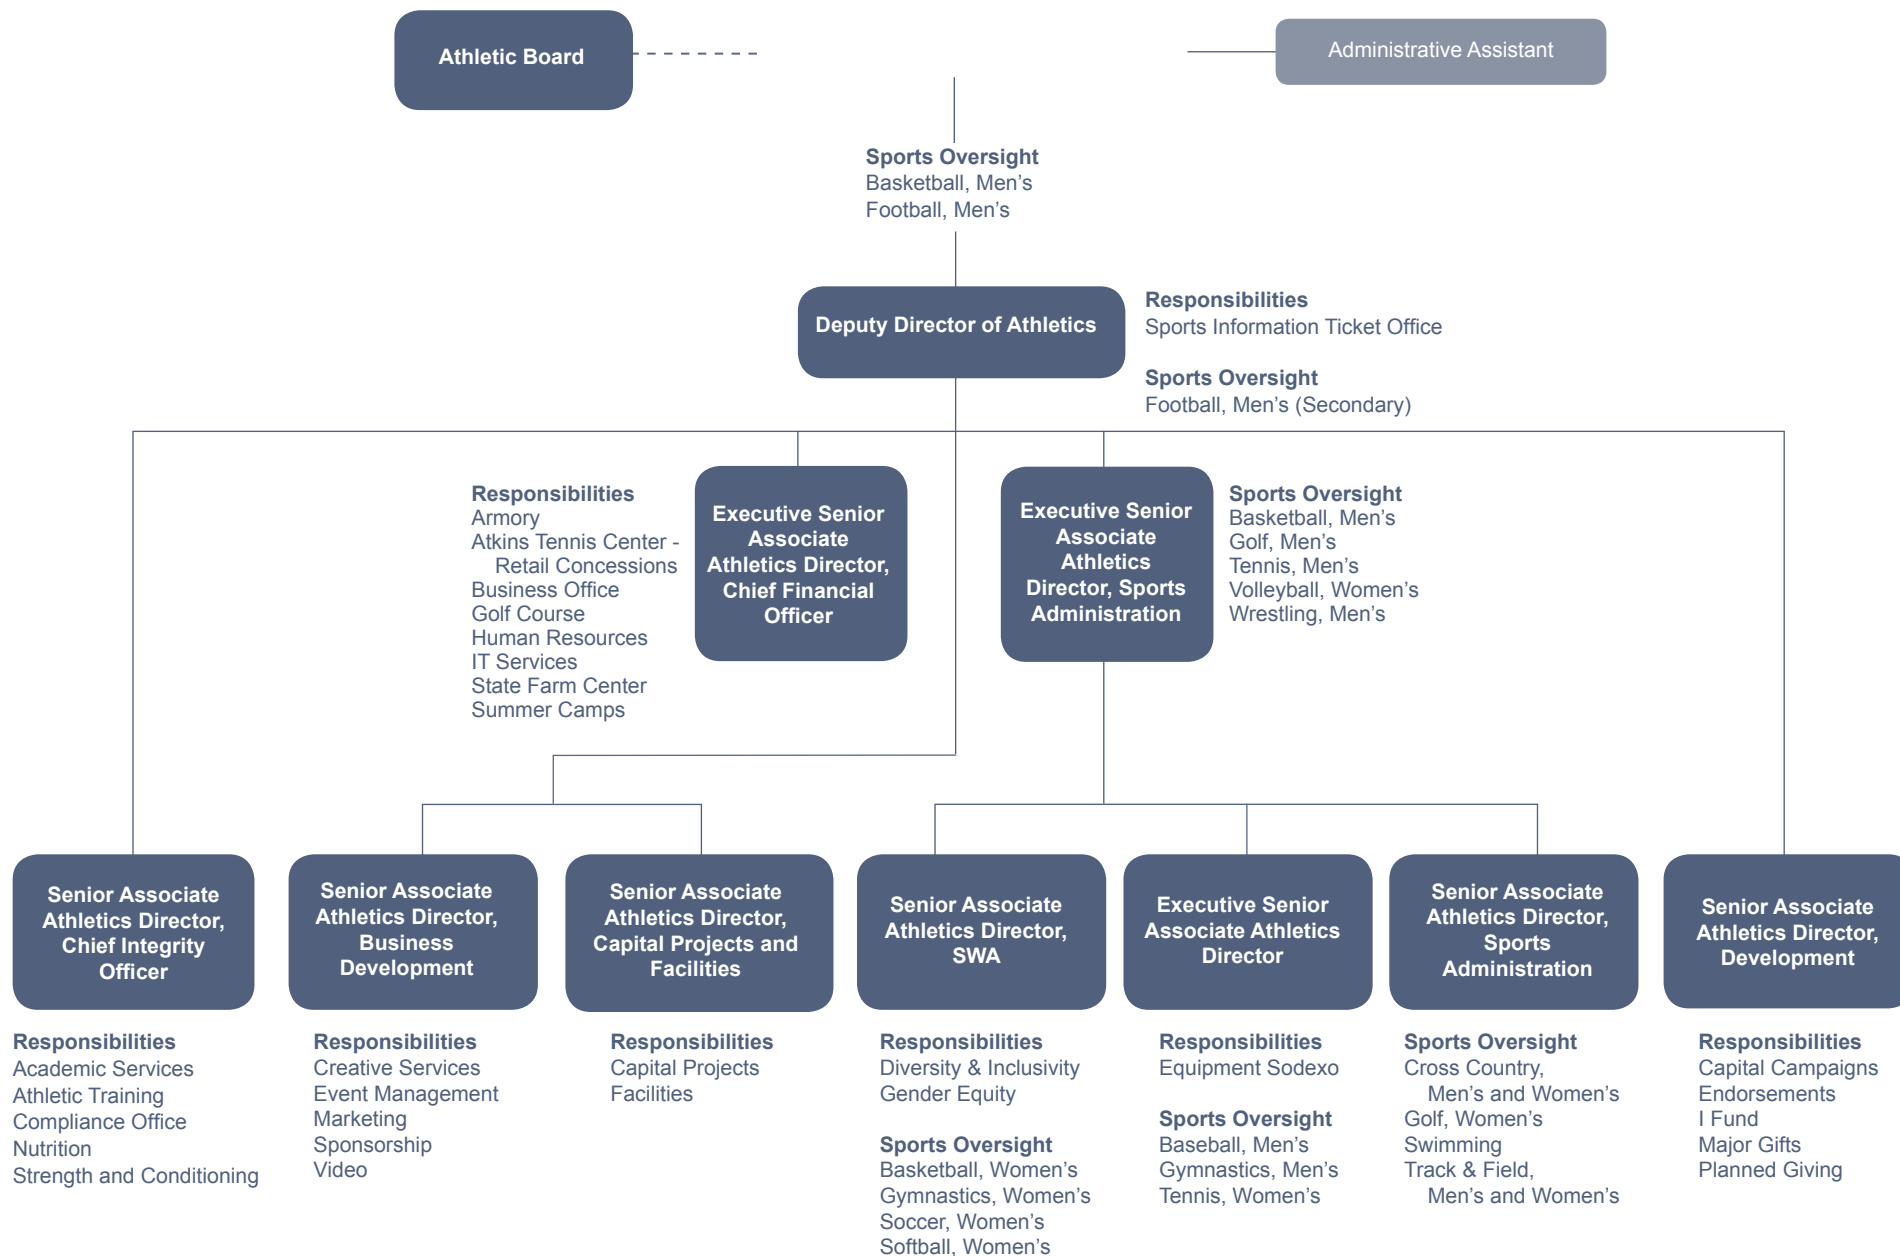 Athletic Board
Administrative Assistant
Sports Oversight
Basketball, Men’s
Football, Men’s
Deputy Director of Athletics
Responsibilities
Sports Information Ticket Office
Sports Oversight
Football, Men’s (Secondary)
Responsibilities
Armory
Atkins Tennis Center -
Retail Concessions
Business Office
Golf Course
Human Resources
IT Services
State Farm Center
Summer Camps
Executive Senior
Associate
Athletics Director,
Chief Financial
Officer
Executive Senior
Associate
Athletics
Director, Sports
Administration
Sports Oversight
Basketball, Men’s
Golf, Men’s
Tennis, Men’s
Volleyball, Women’s
Wrestling, Men’s
Senior Associate
Athletics Director,
Chief Integrity
Officer
Responsibilities
Academic Services
Athletic Training
Compliance Office
Nutrition
Strength and Conditioning
Senior Associate
Athletics Director,
Business
Development
Responsibilities
Creative Services
Event Management
Marketing
Sponsorship
Video
Senior Associate
Athletics Director,
Capital Projects and
Facilities
Responsibilities
Capital Projects
Facilities
Senior Associate
Athletics Director,
SWA
Responsibilities
Diversity & Inclusivity
Gender Equity
Sports Oversight
Basketball, Women’s
Gymnastics, Women’s
Soccer, Women’s
Softball, Women’s
Executive Senior
Associate Athletics
Director
Responsibilities
Equipment Sodexo
Sports Oversight
Baseball, Men’s
Gymnastics, Men’s
Tennis, Women’s
Senior Associate
Athletics Director,
Sports
Administration
Sports Oversight
Cross Country,
Men’s and Women’s
Golf, Women’s
Swimming
Track & Field,
Men’s and Women’s
Senior Associate
Athletics Director,
Development
Responsibilities
Capital Campaigns
Endorsements
I Fund
Major Gifts
Planned Giving